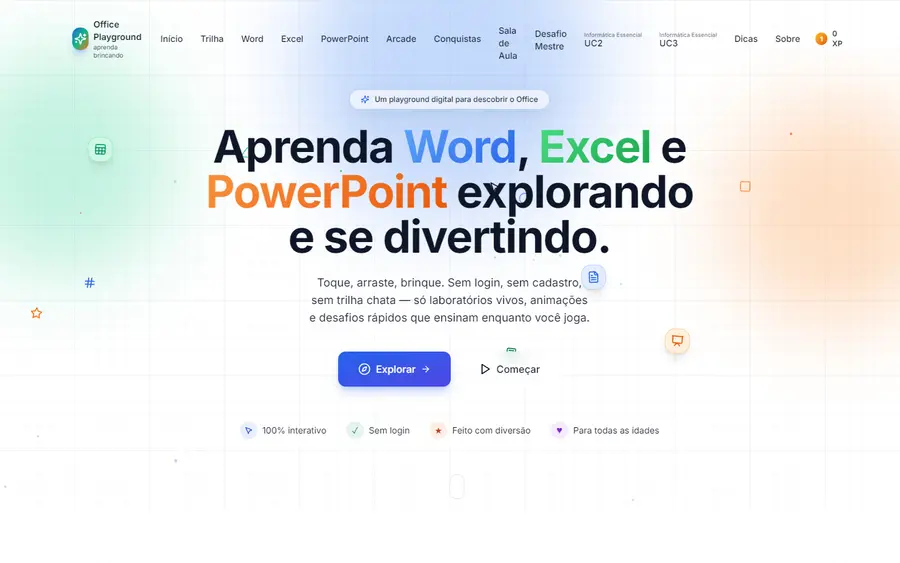 Office
Playground
aprenda
brincando
Início
Trilha
Word
Excel
PowerPoint
Arcade
Conquistas
Sala
de
Aula
Desafio
Mestre
Informática Essencial
UC2
Informática Essencial
UC3
Dicas
Sobre
1
0
XP
Um playground digital para descobrir o Office
Aprenda Word, Excel e
PowerPoint explorando
e se divertindo.
Toque, arraste, brinque. Sem login, sem cadastro,
sem trilha chata — só laboratórios vivos, animações
e desafios rápidos que ensinam enquanto você joga.
Explorar
Começar
100% interativo
Sem login
Feito com diversão
Para todas as idades